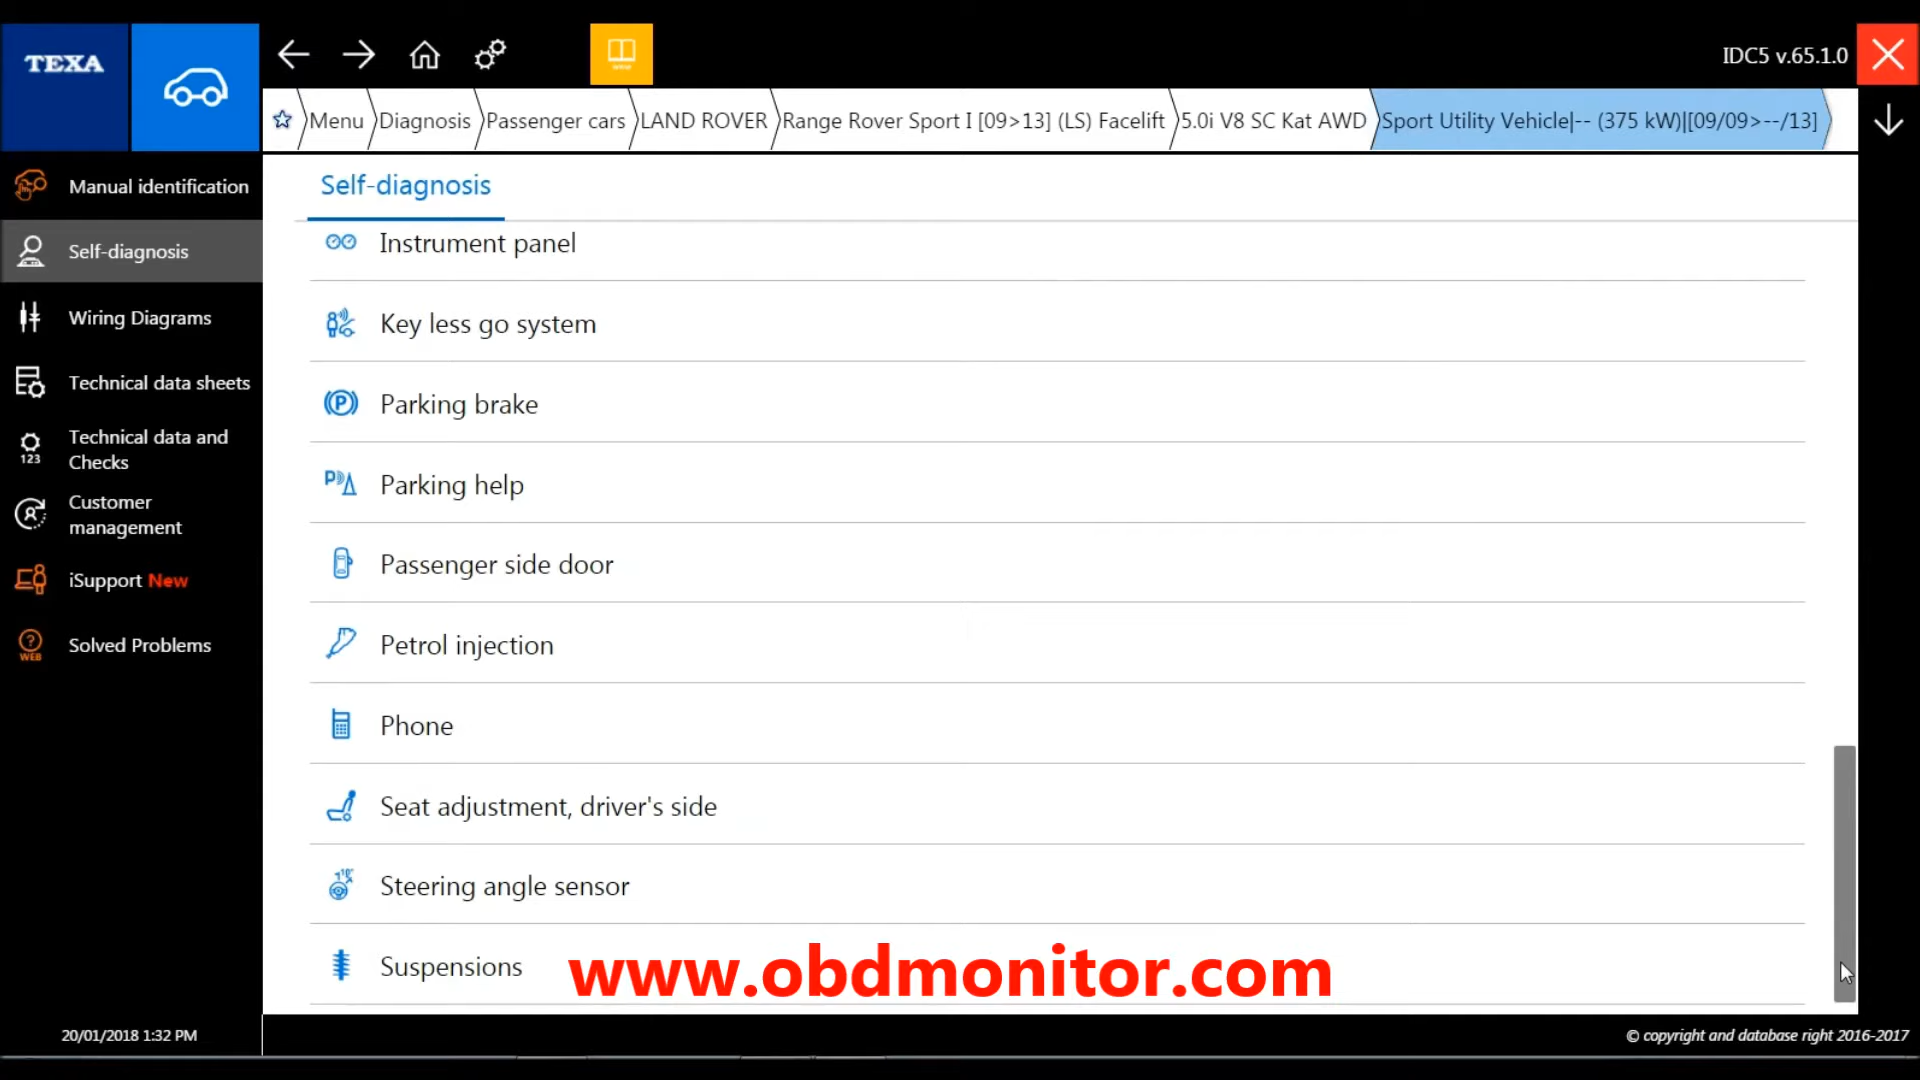 TEXA
IDC5 v.65.1.0
Menu
Diagnosis
Passenger cars
LAND ROVER
Range Rover Sport I [09>13] (LS) Facelift
5.0i V8 SC Kat AWD
Sport Utility Vehicle|-- (375 kW)|[09/09>--/13]
Manual identification
Self-diagnosis
Wiring Diagrams
Technical data sheets
123
Technical data and
Checks
Customer
management
iSupport New
WEB
Solved Problems
Self-diagnosis
Instrument panel
Key less go system
Parking brake
Parking help
Passenger side door
Petrol injection
Phone
Seat adjustment, driver's side
Steering angle sensor
Suspensions
www.obdmonitor.com
20/01/2018 1:32 PM
© copyright and database right 2016-2017